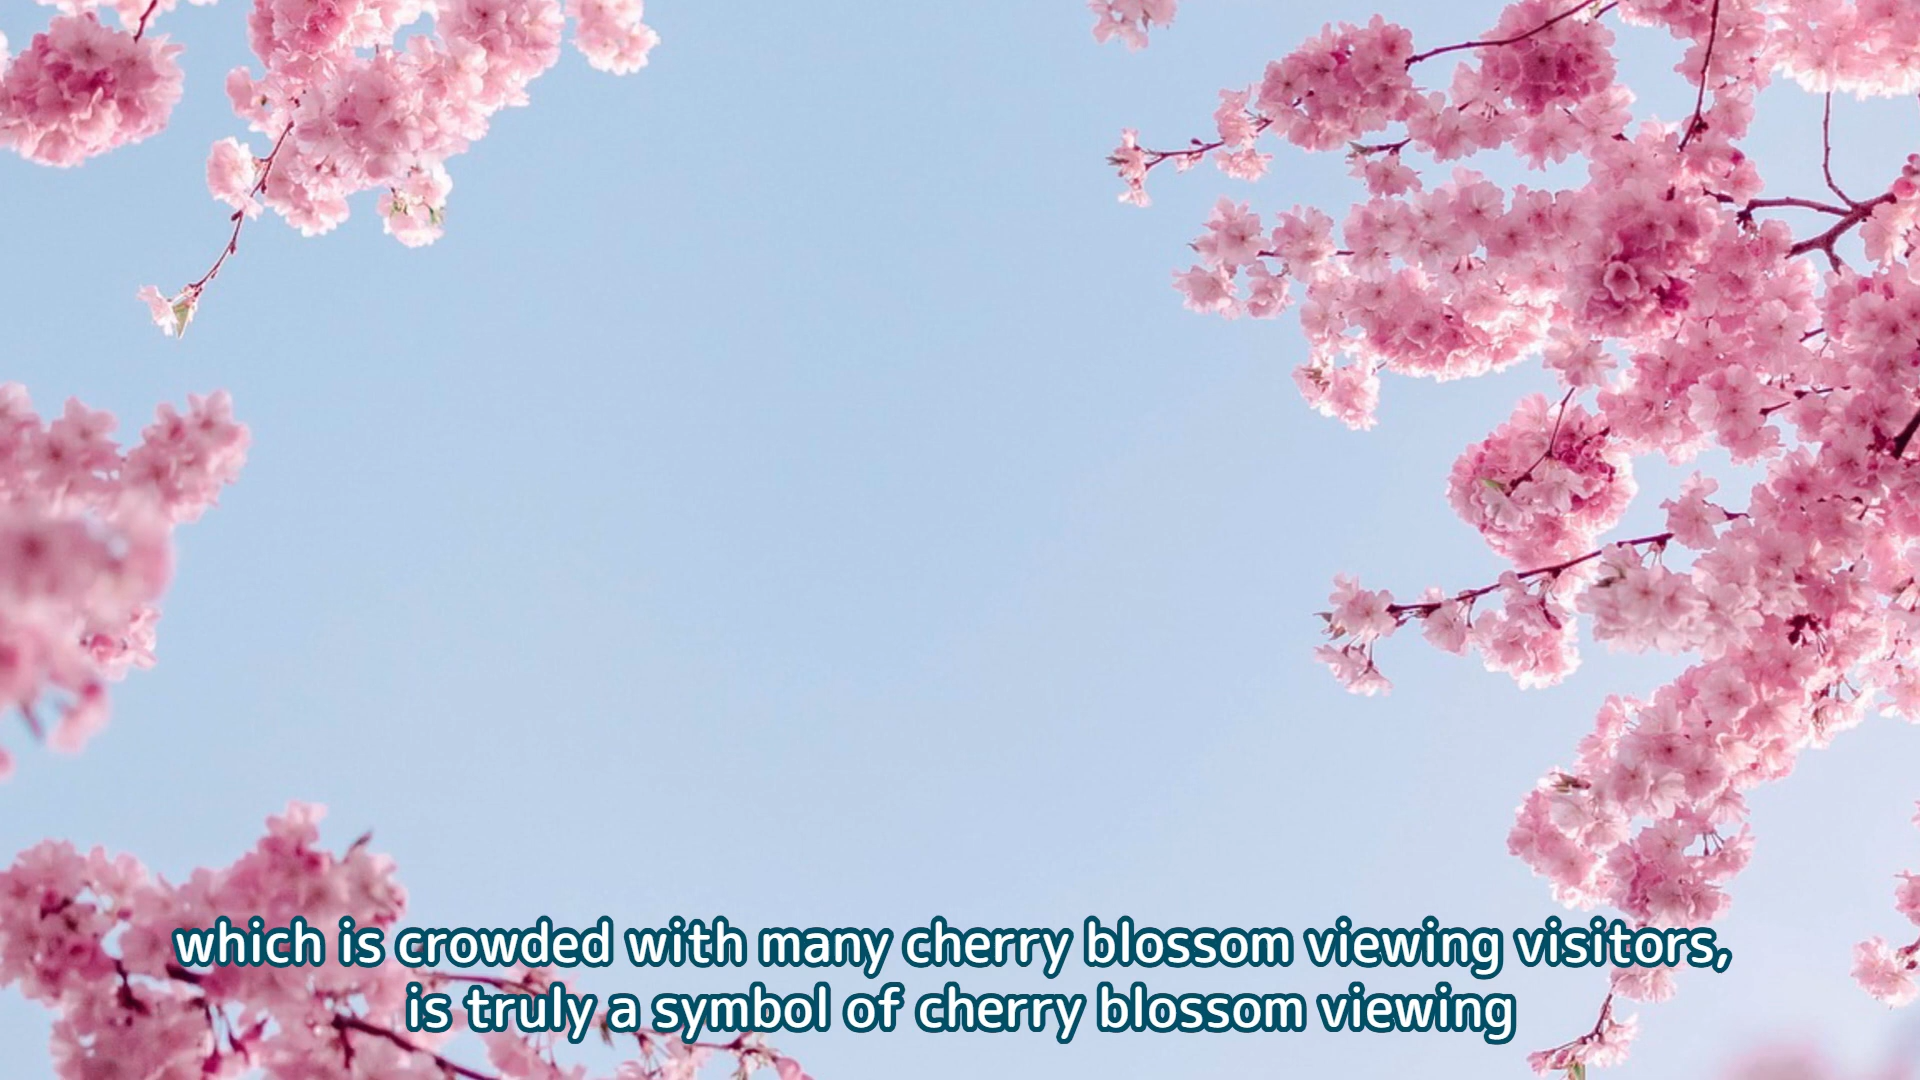 which is crowded with many cherry blossom viewing visitors,
is truly a symbol of cherry blossom viewing